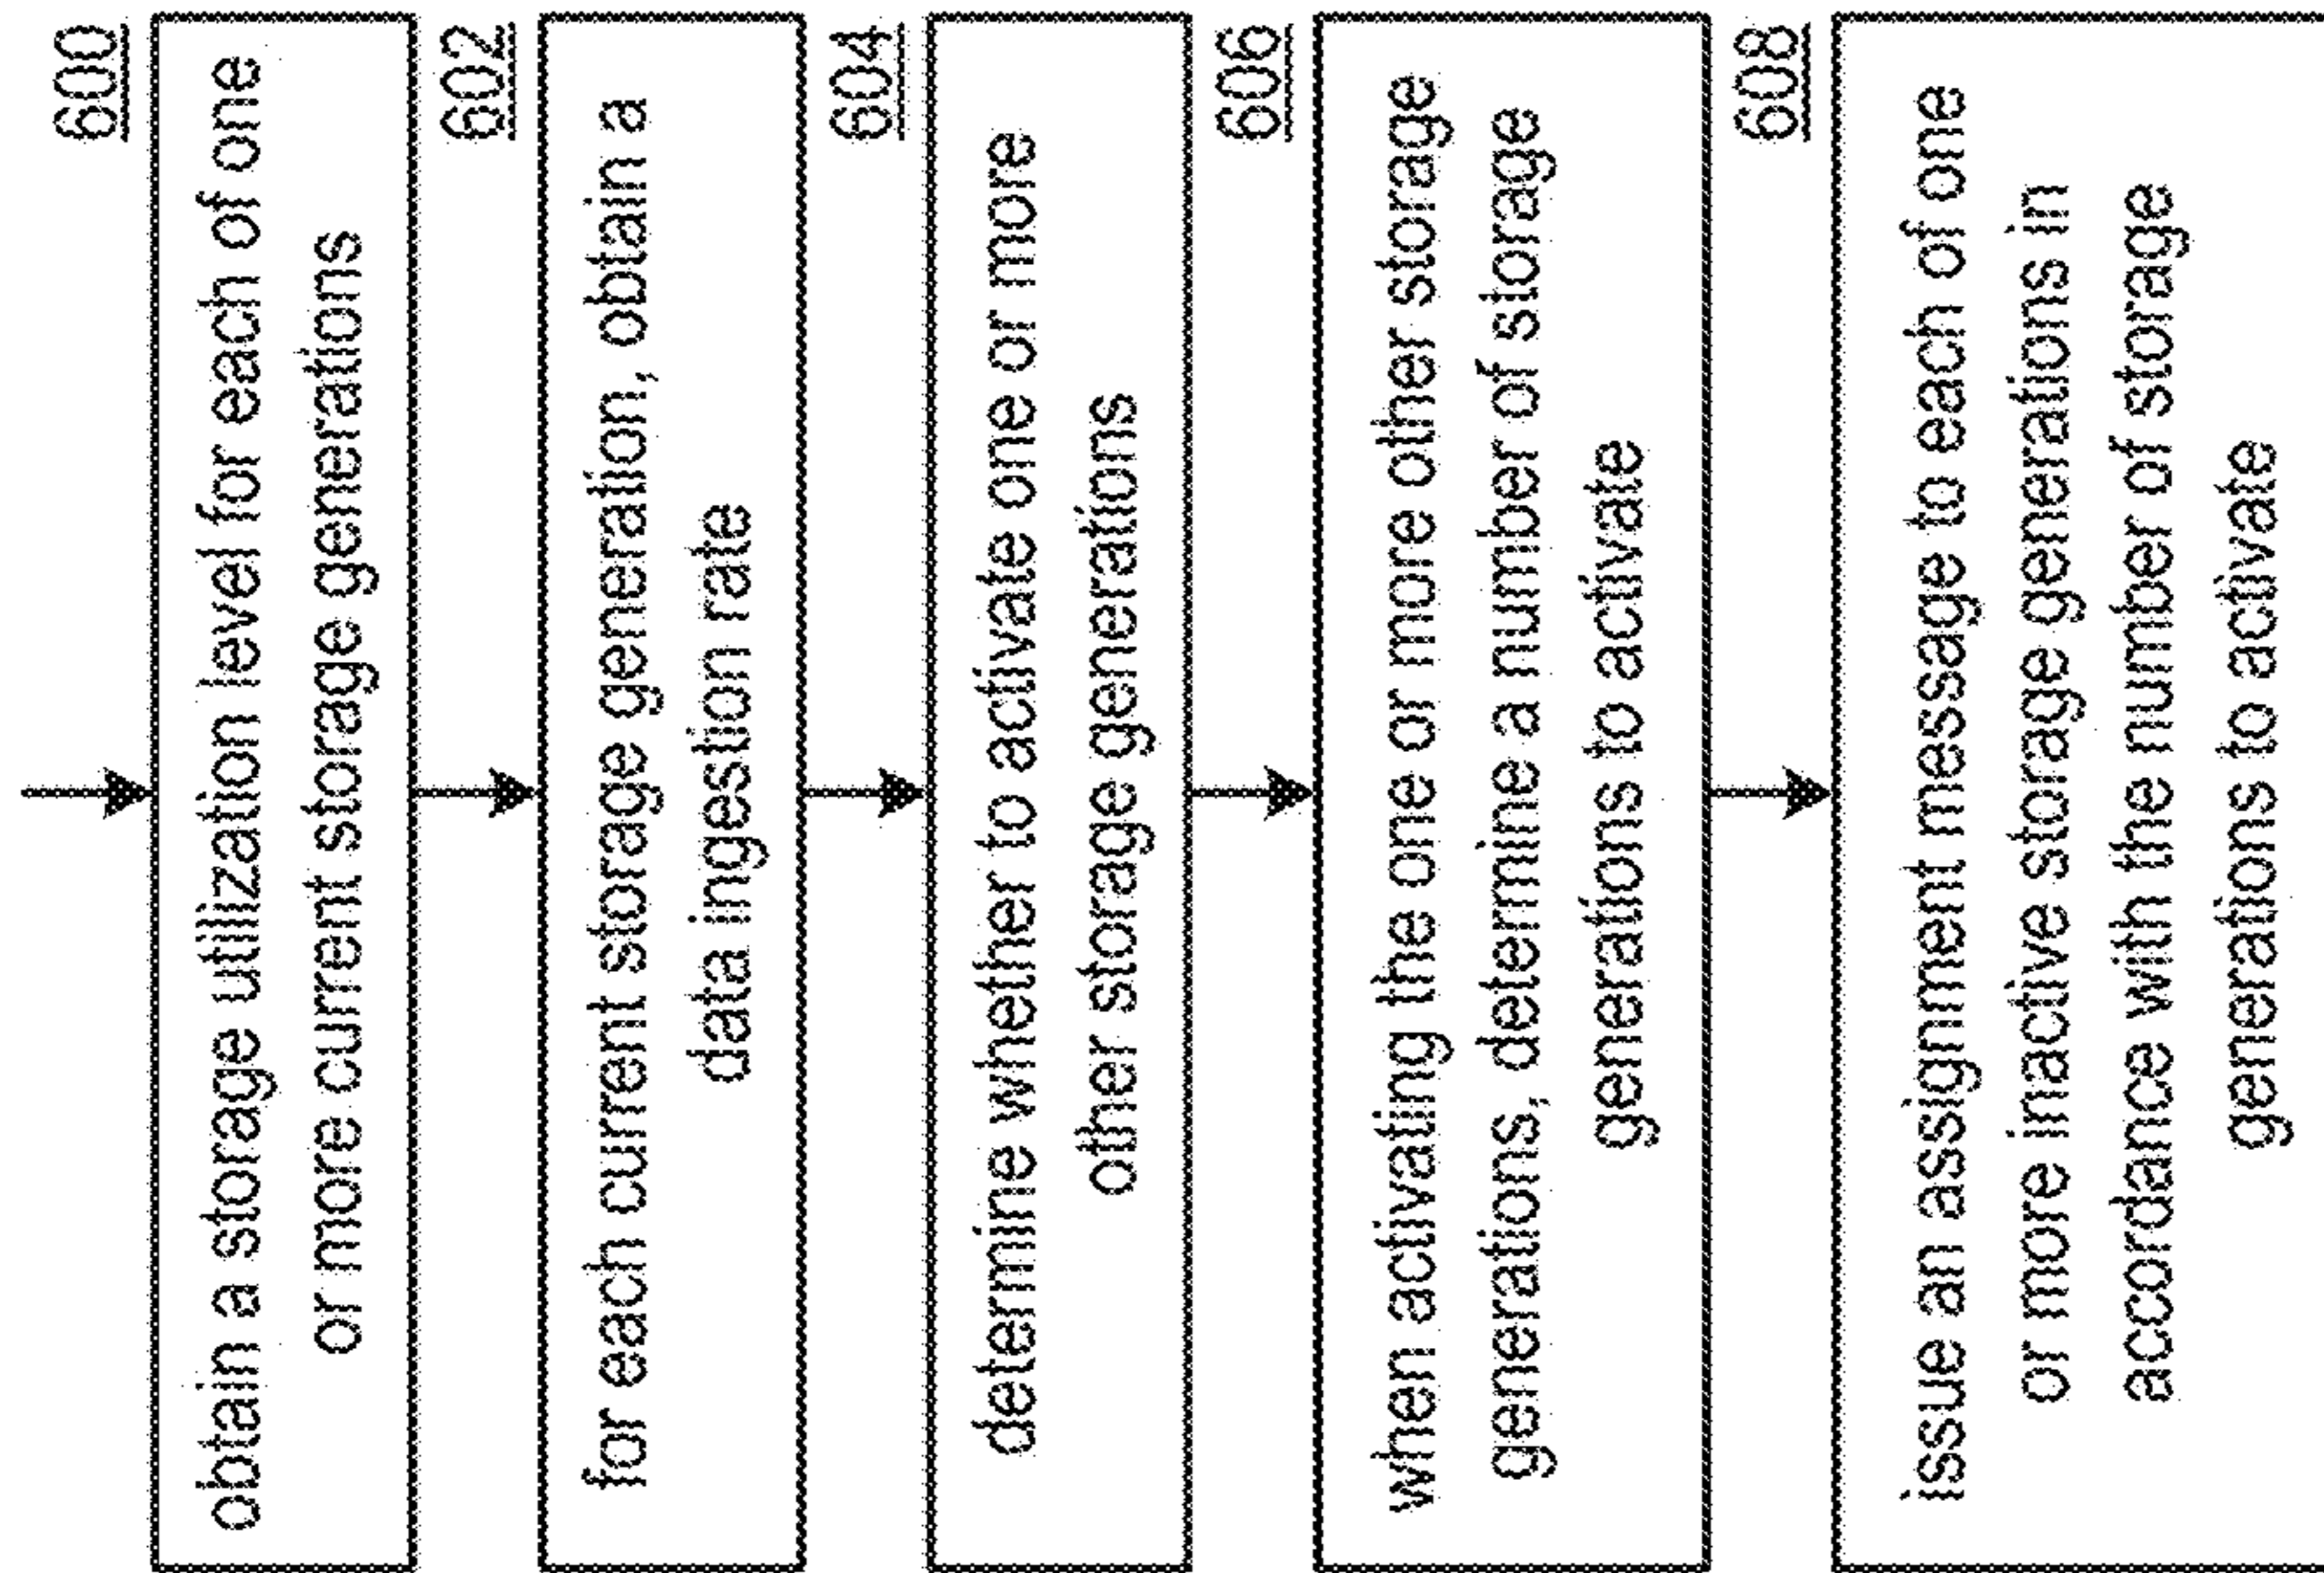 600
obtain a storage utilization level for each of one
or more current storage generations
602
for each current storage generation, obtain a
data ingestion rate
604
determine whether to activate one or more
other storage generations
606
when activating the one or more other storage
generations, determine a number of storage
generations to activate
608
issue an assignment message to each of one
or more inactive storage generations in
accordance with the number of storage
generations to activate